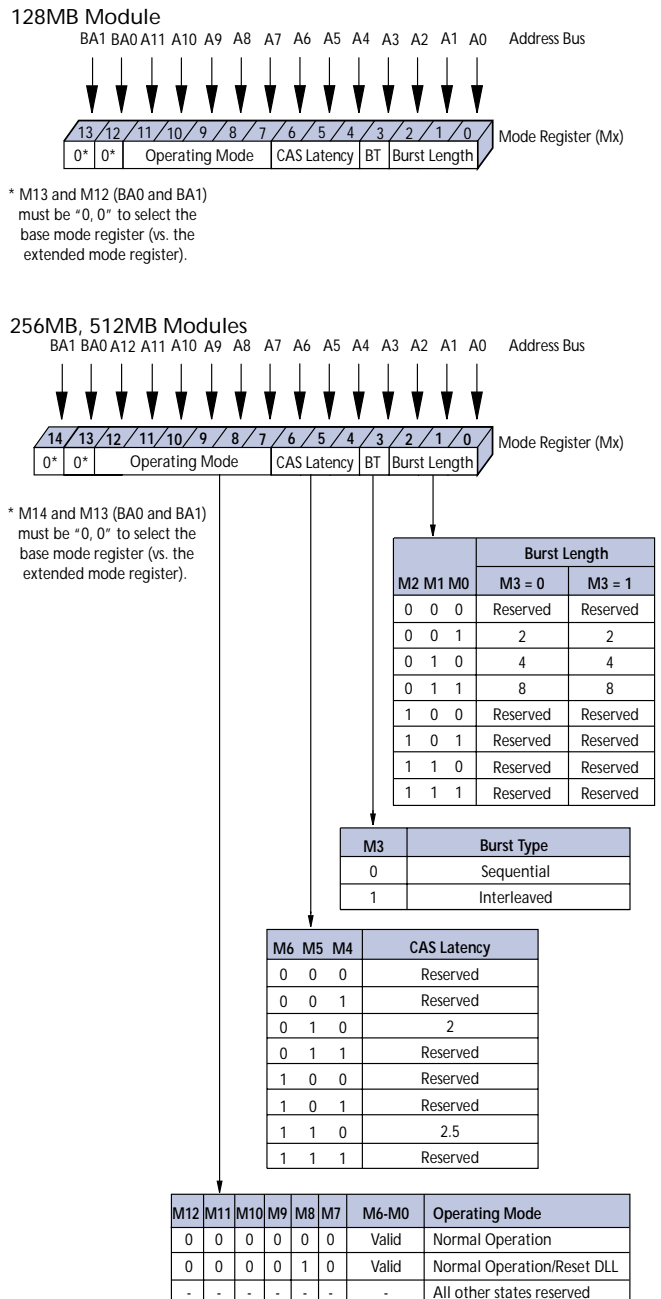 128MB Module
BA1 BA0 A11 A10 A9 A8 A7 A6 A5 A4 A3 A2 A1 A0 Address Bus
13 12 11 10 9 8 7 6 5 4 3 2 1 0 Mode Register (Mx)
0* 0* Operating Mode CAS Latency BT Burst Length
* M13 and M12 (BA0 and BA1)
must be “0, 0” to select the
base mode register (vs. the
extended mode register).
256MB, 512MB Modules
BA1 BA0 A12 A11 A10 A9 A8 A7 A6 A5 A4 A3 A2 A1 A0 Address Bus
14 13 12 11 10 9 8 7 6 5 4 3 2 1 0 Mode Register (Mx)
0* 0* Operating Mode CAS Latency BT Burst Length
* M14 and M13 (BA0 and BA1)
must be “0, 0” to select the
base mode register (vs. the
extended mode register).
Burst Length
M2 M1 M0 M3 = 0 M3 = 1
0 0 0 Reserved Reserved
0 0 1 2 2
0 1 0 4 4
0 1 1 8 8
1 0 0 Reserved Reserved
1 0 1 Reserved Reserved
1 1 0 Reserved Reserved
1 1 1 Reserved Reserved
M3 Burst Type
0 Sequential
1 Interleaved
M6 M5 M4 CAS Latency
0 0 0 Reserved
0 0 1 Reserved
0 1 0 2
0 1 1 Reserved
1 0 0 Reserved
1 0 1 Reserved
1 1 0 2.5
1 1 1 Reserved
M12 M11 M10 M9 M8 M7 M6-M0 Operating Mode
0 0 0 0 0 0 Valid Normal Operation
0 0 0 0 1 0 Valid Normal Operation/Reset DLL
- - - - - - - All other states reserved